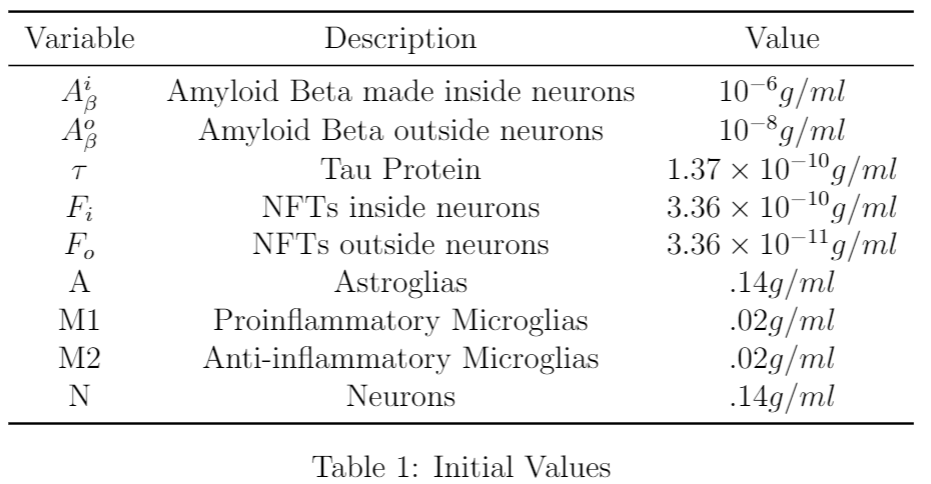 Variable Description Value
$A_{\beta}^{i}$ Amyloid Beta made inside neurons $10^{-6}g/ml$
$A_{\beta}^{o}$ Amyloid Beta outside neurons $10^{-8}g/ml$
$\tau$ Tau Protein $1.37 \times 10^{-10}g/ml$
$F_i$ NFTs inside neurons $3.36 \times 10^{-10}g/ml$
$F_o$ NFTs outside neurons $3.36 \times 10^{-11}g/ml$
A Astroglias $.14g/ml$
M1 Proinflammatory Microglias $.02g/ml$
M2 Anti-inflammatory Microglias $.02g/ml$
N Neurons $.14g/ml$
Table 1: Initial Values